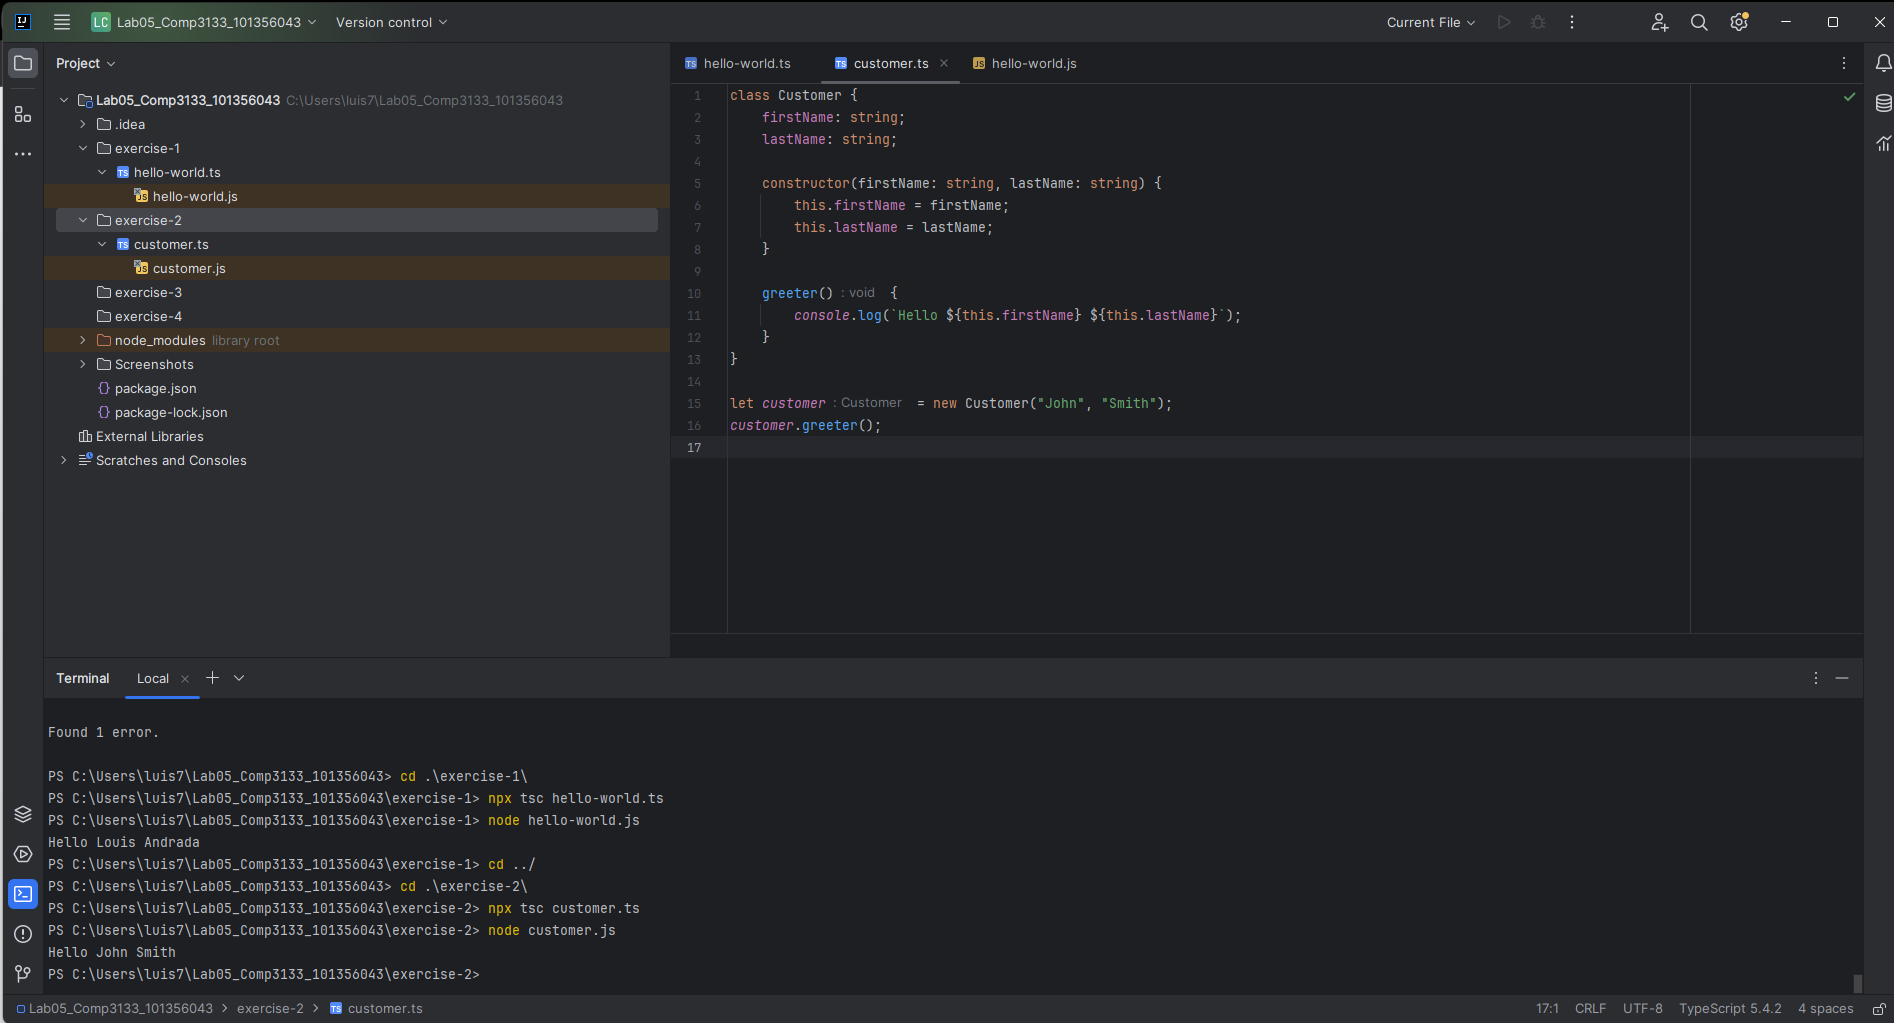 LC Lab05_Comp3133_101356043 Version control Current File
Project
Lab05_Comp3133_101356043 C:\Users\luis7\Lab05_Comp3133_101356043
.idea
exercise-1
TS hello-world.ts
JS hello-world.js
exercise-2
TS customer.ts
JS customer.js
exercise-3
exercise-4
node_modules library root
Screenshots
{} package.json
{} package-lock.json
External Libraries
Scratches and Consoles
TS hello-world.ts TS customer.ts JS hello-world.js
1 class Customer {
2     firstName: string;
3     lastName: string;
4
5     constructor(firstName: string, lastName: string) {
6         this.firstName = firstName;
7         this.lastName = lastName;
8     }
9
10     greeter() : void {
11         console.log(`Hello ${this.firstName} ${this.lastName}`);
12     }
13 }
14
15 let customer : Customer = new Customer("John", "Smith");
16 customer.greeter();
17
Terminal Local
Found 1 error.
PS C:\Users\luis7\Lab05_Comp3133_101356043> cd .\exercise-1\
PS C:\Users\luis7\Lab05_Comp3133_101356043\exercise-1> npx tsc hello-world.ts
PS C:\Users\luis7\Lab05_Comp3133_101356043\exercise-1> node hello-world.js
Hello Louis Andrada
PS C:\Users\luis7\Lab05_Comp3133_101356043\exercise-1> cd ../
PS C:\Users\luis7\Lab05_Comp3133_101356043> cd .\exercise-2\
PS C:\Users\luis7\Lab05_Comp3133_101356043\exercise-2> npx tsc customer.ts
PS C:\Users\luis7\Lab05_Comp3133_101356043\exercise-2> node customer.js
Hello John Smith
PS C:\Users\luis7\Lab05_Comp3133_101356043\exercise-2>
Lab05_Comp3133_101356043 > exercise-2 > TS customer.ts 17:1 CRLF UTF-8 TypeScript 5.4.2 4 spaces